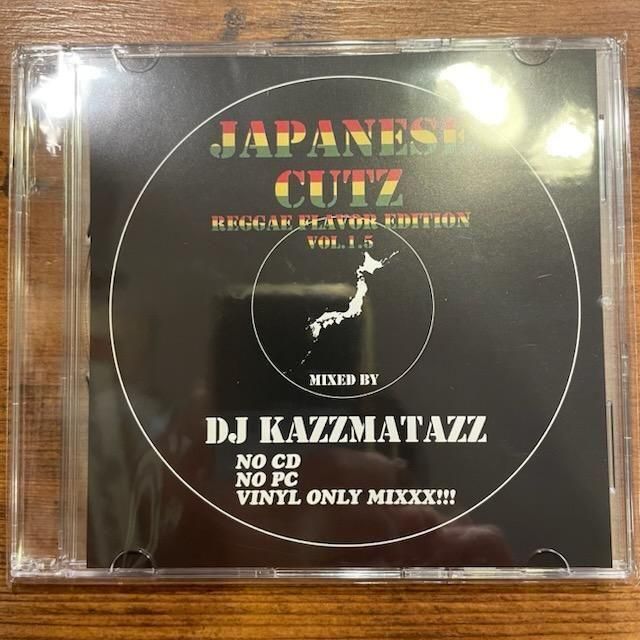 JAPANESE
CUTZ
REGGAE FLAVOR EDITION
VOL.1.5
MIXED BY
DJ KAZZMATAZZ
NO CD
NO PC
VINYL ONLY MIXXX!!!